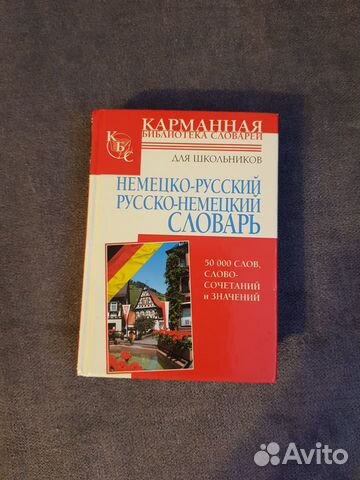 КАРМАННАЯ
БИБЛИОТЕКА СЛОВАРЕЙ
КБС
ДЛЯ ШКОЛЬНИКОВ
НЕМЕЦКО-РУССКИЙ
РУССКО-НЕМЕЦКИЙ
СЛОВАРЬ
50 000 СЛОВ,
СЛОВО-
СОЧЕТАНИЙ
и ЗНАЧЕНИЙ
Avito